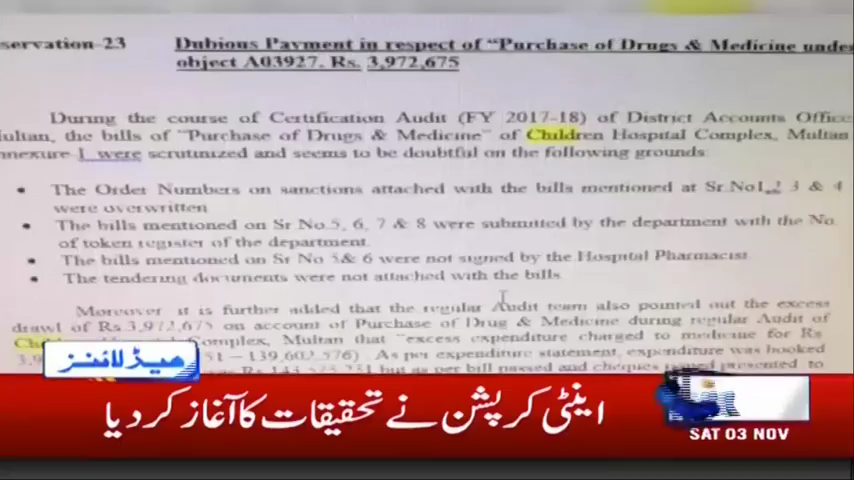 servation-23 Dubious Payment in respect of "Purchase of Drugs & Medicine unde
object A03927. Rs. 3,972,675
During the course of Certification Audit (FY 2017-18) of District Accounts Office
ultan, the bills of "Purchase of Drugs & Medicine" of Children Hospital Complex, Multan
nnexure I were scrutinized and seems to be doubtful on the following grounds
• The Order Numbers on sanctions attached with the bills mentioned at Sr No1, 2 3 & 4
were overwritten
• The bills mentioned on Sr No.5, 6, 7 & 8 were submitted by the department with the No.
of token register of the department.
• The bills mentioned on Sr No 5& 6 were not signed by the Hospital Pharmacist
• The tendering documents were not attached with the bills
Moreover it is further added that the regular Audit team also pointed out the excess
drawl of Rs.3,972,675 on account of Purchase of Drug & Medicine during regular Audit of
Complex, Multan that "excess expenditure charged to medicine for Rs
139,602,576) As per expenditure statement, expenditure was booked
but as per bill passed and cheques presented to
ہیڈلائنز
اینٹی کرپشن نے تحقیقات کا آغاز کر دیا
SAT 03 NOV